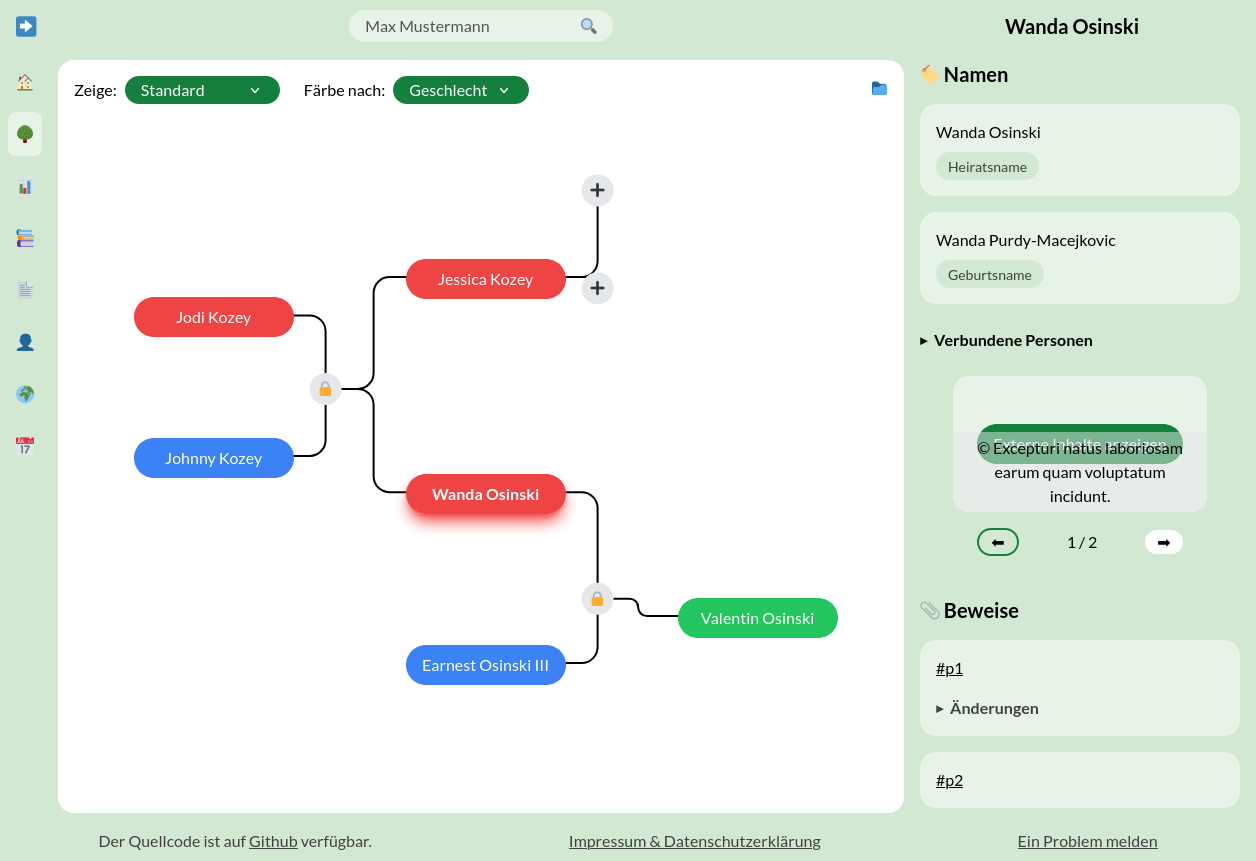 Max Mustermann
Wanda Osinski
Zeige:
Standard
Färbe nach:
Geschlecht
Jessica Kozey
Jodi Kozey
Johnny Kozey
Wanda Osinski
Valentin Osinski
Earnest Osinski III
Namen
Wanda Osinski
Heiratsname
Wanda Purdy-Macejkovic
Geburtsname
Verbundene Personen
Externe Inhalte anzeigen
© Excepturi natus laboriosam
earum quam voluptatum
incidunt.
1 / 2
Beweise
#p1
Änderungen
#p2
Der Quellcode ist auf Github verfügbar.
Impressum & Datenschutzerklärung
Ein Problem melden